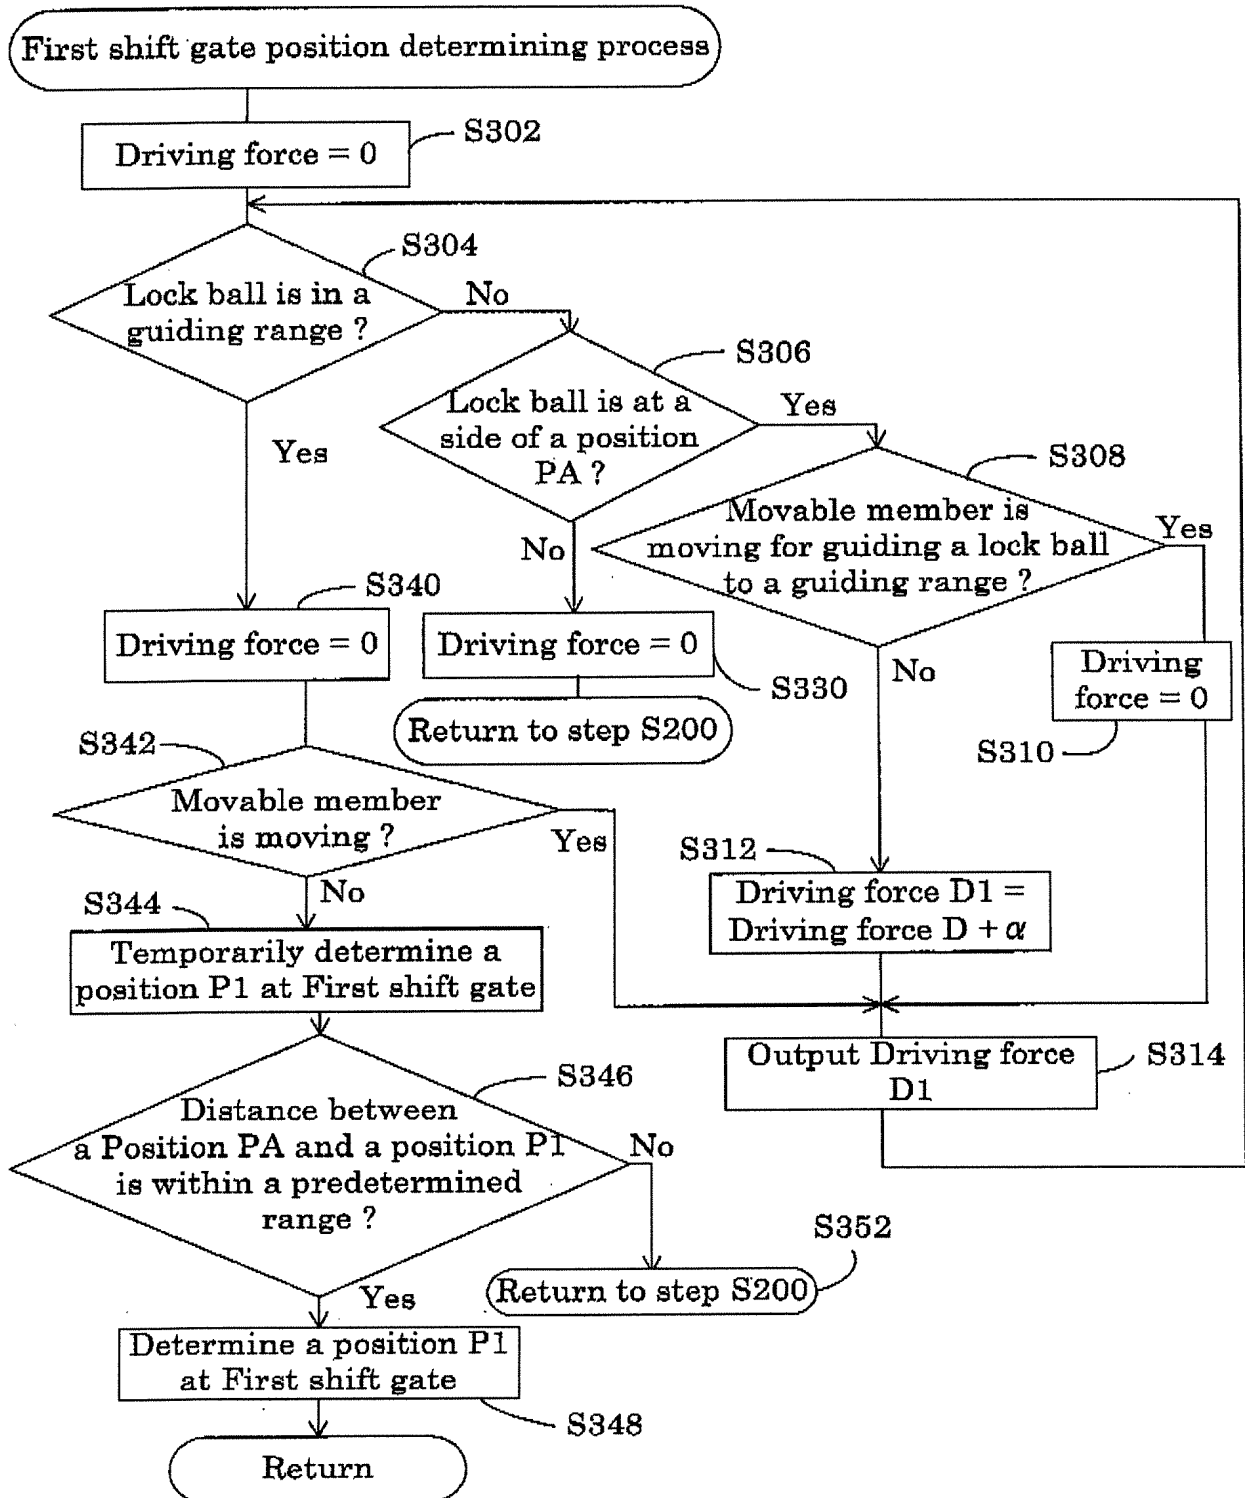 First shift gate position determining process
S302
Driving force = 0
S304
Lock ball is in a
guiding range ?
No
S306
Lock ball is at a
side of a position
PA ?
Yes
S308
Movable member is
moving for guiding a lock ball
to a guiding range ?
Yes
Yes
No
S340
Driving force = 0
Driving force = 0
S330
No
Driving
force = 0
S310
Return to step S200
S342
Movable member
is moving ?
Yes
No
S312
Driving force D1 =
Driving force D + α
S344
Temporarily determine a
position P1 at First shift gate
Output Driving force
D1
S314
S346
Distance between
a Position PA and a position P1
is within a predetermined
range ?
No
S352
Return to step S200
Yes
Determine a position P1
at First shift gate
S348
Return